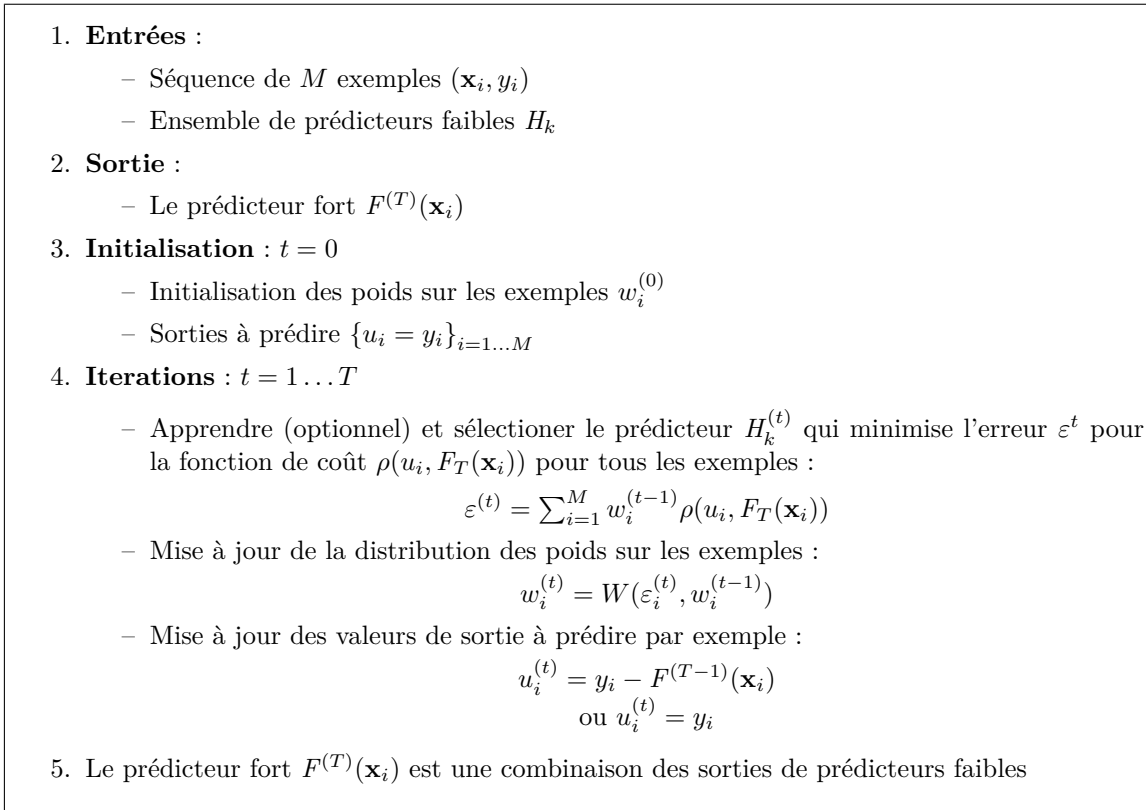 1. Entrées :
– Séquence de M exemples (x_i, y_i)
– Ensemble de prédicteurs faibles H_k
2. Sortie :
– Le prédicteur fort F^{(T)}(x_i)
3. Initialisation : t = 0
– Initialisation des poids sur les exemples w_i^{(0)}
– Sorties à prédire {u_i = y_i}_{i=1...M}
4. Iterations : t = 1 . . . T
– Apprendre (optionnel) et sélectioner le prédicteur H_k^{(t)} qui minimise l'erreur ε^t pour
la fonction de coût ρ(u_i, F_T(x_i)) pour tous les exemples :
ε^{(t)} = ∑_{i=1}^{M} w_i^{(t−1)} ρ(u_i, F_T(x_i))
– Mise à jour de la distribution des poids sur les exemples :
w_i^{(t)} = W(ε_i^{(t)}, w_i^{(t−1)})
– Mise à jour des valeurs de sortie à prédire par exemple :
u_i^{(t)} = y_i − F^{(T−1)}(x_i)
ou u_i^{(t)} = y_i
5. Le prédicteur fort F^{(T)}(x_i) est une combinaison des sorties de prédicteurs faibles